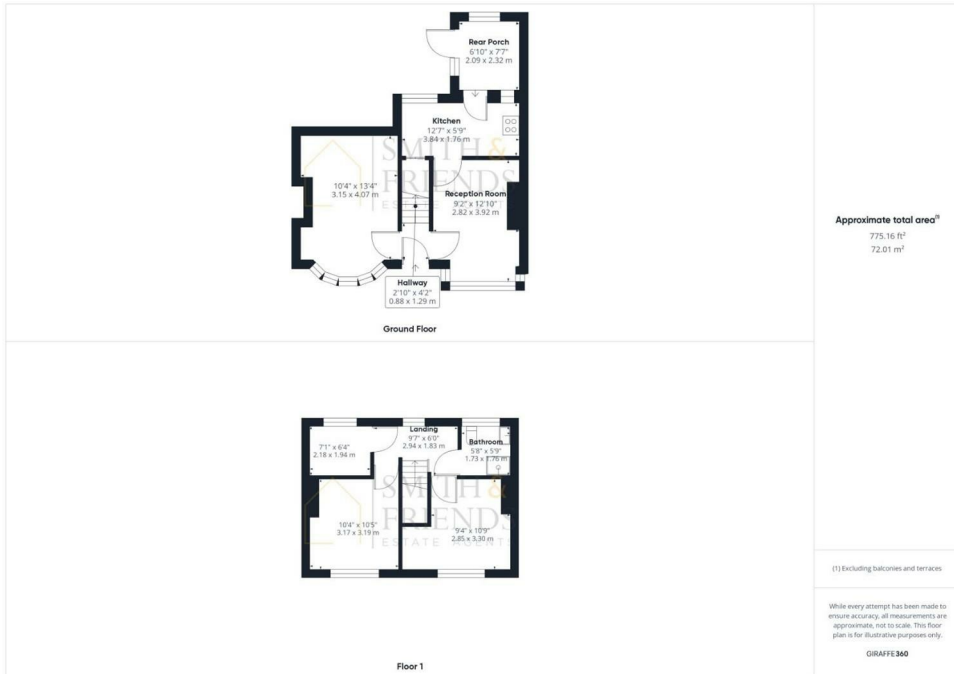 Rear Porch
6'10" x 7'7"
2.09 x 2.32 m
Kitchen
12'7" x 5'9"
3.84 x 1.76 m
SMITH &
FRIENDS
10'4" x 13'4"
3.15 x 4.07 m
Reception Room
9'2" x 12'10"
2.82 x 3.92 m
Hallway
2'10" x 4'2"
0.88 x 1.29 m
Ground Floor
Approximate total area(1)
775.16 ft²
72.01 m²
Landing
9'7" x 6'0"
2.94 x 1.83 m
7'1" x 6'4"
2.18 x 1.94 m
Bathroom
5'8" x 5'9"
1.73 x 1.76 m
SMITH &
FRIENDS
ESTATE AGENTS
10'4" x 10'5"
3.17 x 3.19 m
9'4" x 10'9"
2.85 x 3.30 m
Floor 1
(1) Excluding balconies and terraces
While every attempt has been made to
ensure accuracy, all measurements are
approximate, not to scale. This floor
plan is for illustrative purposes only.
GIRAFFE360